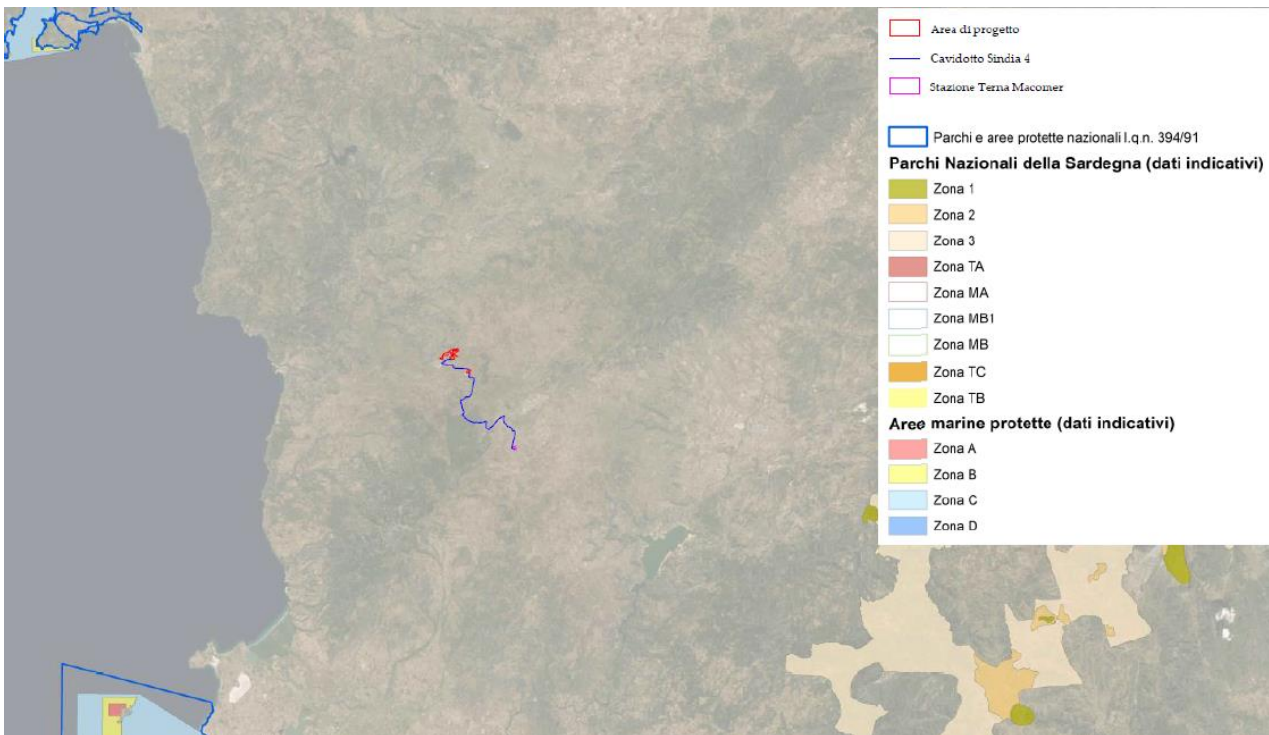 Area di progetto
Cavidotto Sindia 4
Stazione Terna Macomer
Parchi e aree protette nazionali l.q.n. 394/91
Parchi Nazionali della Sardegna (dati indicativi)
Zona 1
Zona 2
Zona 3
Zona TA
Zona MA
Zona MB1
Zona MB
Zona TC
Zona TB
Aree marine protette (dati indicativi)
Zona A
Zona B
Zona C
Zona D